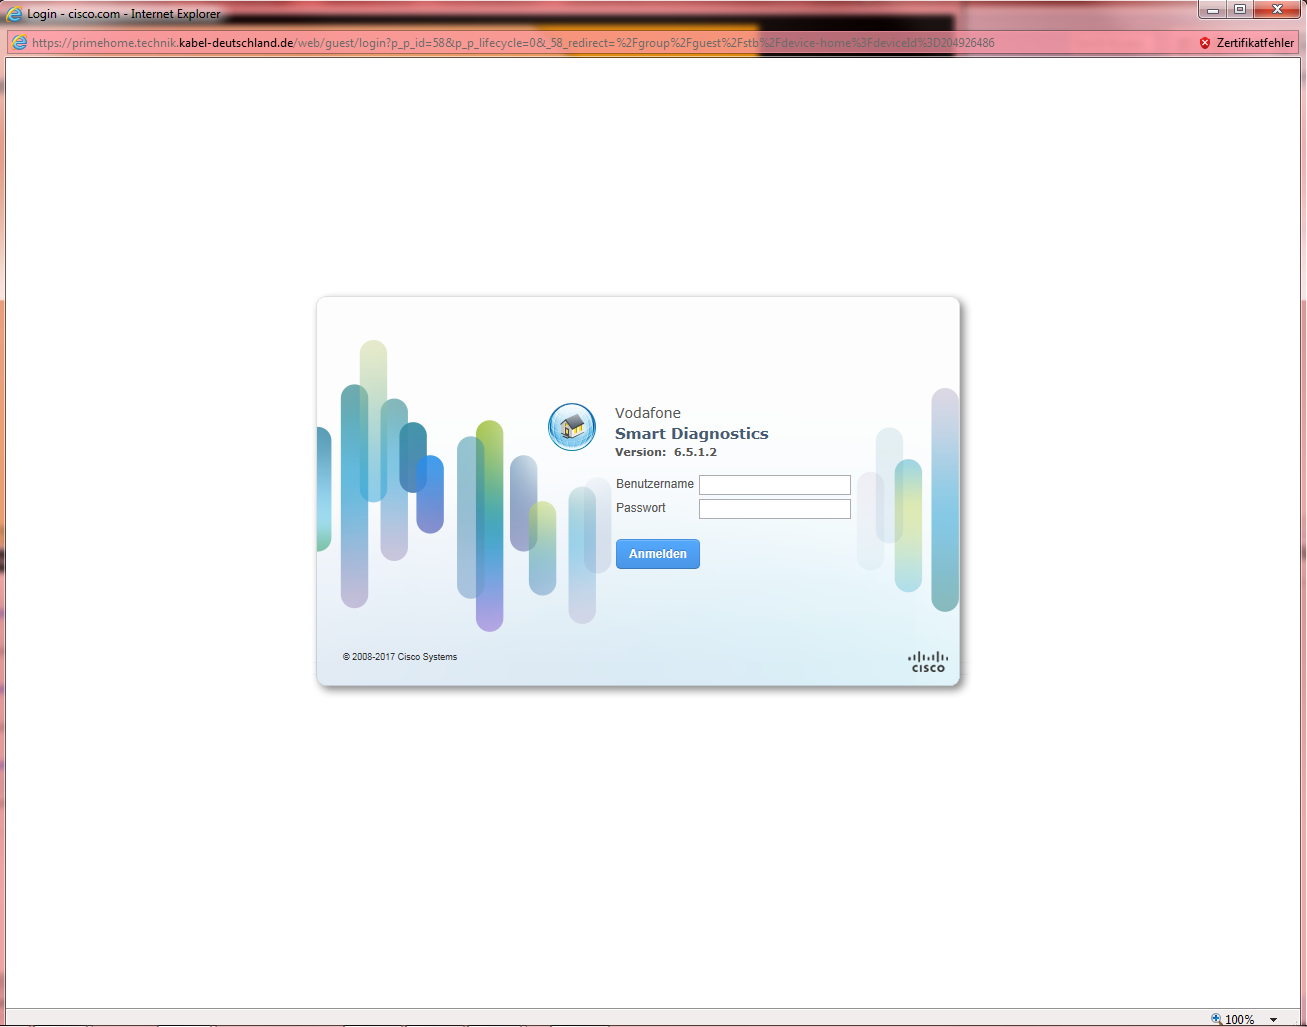 Login - cisco.com - Internet Explorer
https://primehome.technik.kabel-deutschland.de/web/guest/login?p_p_id=58&p_p_lifecycle=0&_58_redirect=%2Fgroup%2Fguest%2Fstb%2Fdevice-home%3FdeviceId%3D204926486
Zertifikatfehler
Vodafone
Smart Diagnostics
Version: 6.5.1.2
Benutzername
Passwort
Anmelden
© 2008-2017 Cisco Systems
CISCO
100%